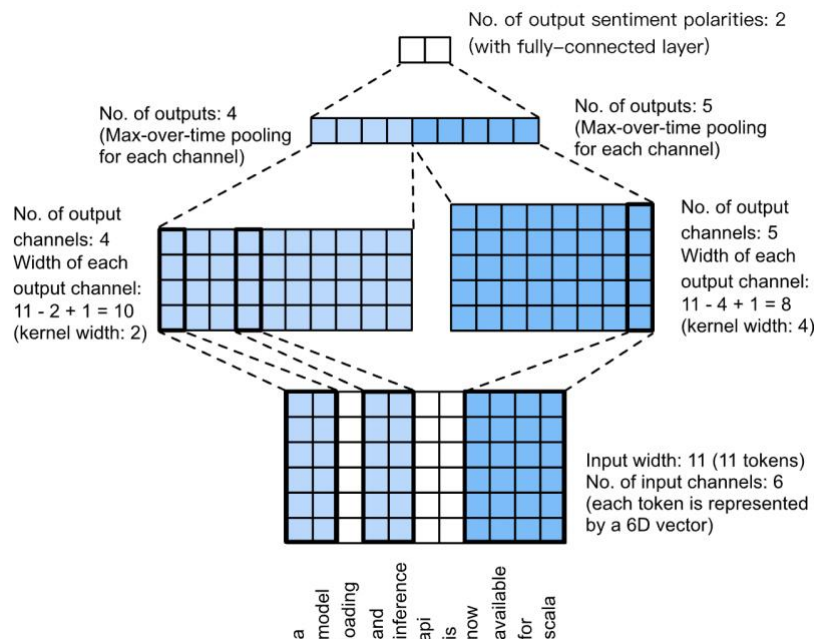 No. of output sentiment polarities: 2
(with fully-connected layer)
No. of outputs: 4
(Max-over-time pooling
for each channel)
No. of outputs: 5
(Max-over-time pooling
for each channel)
No. of output
channels: 4
Width of each
output channel:
11 - 2 + 1 = 10
(kernel width: 2)
No. of output
channels: 5
Width of each
output channel:
11 - 4 + 1 = 8
(kernel width: 4)
Input width: 11 (11 tokens)
No. of input channels: 6
(each token is represented
by a 6D vector)
a
model
oading
and
inference
api
is
now
available
for
scala